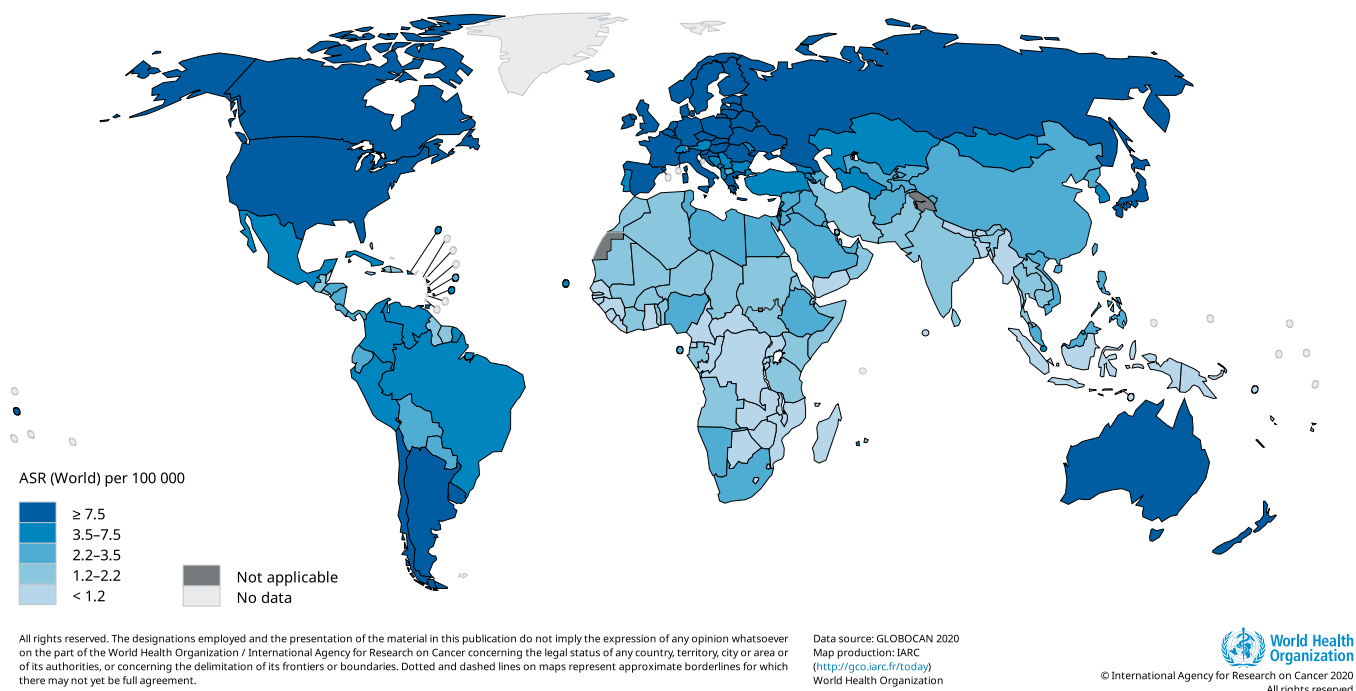 ASR (World) per 100 000
≥ 7.5
3.5–7.5
2.2–3.5
1.2–2.2
< 1.2
Not applicable
No data
All rights reserved. The designations employed and the presentation of the material in this publication do not imply the expression of any opinion whatsoever
on the part of the World Health Organization / International Agency for Research on Cancer concerning the legal status of any country, territory, city or area or
of its authorities, or concerning the delimitation of its frontiers or boundaries. Dotted and dashed lines on maps represent approximate borderlines for which
there may not yet be full agreement.
Data source: GLOBOCAN 2020
Map production: IARC
(http://gco.iarc.fr/today)
World Health Organization
World Health
Organization
© International Agency for Research on Cancer 2020
All rights reserved